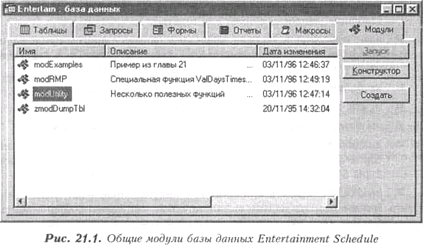 Entertain : база данных
Таблицы Запросы Формы Отчеты Макросы Модули
Имя Описание Дата изменения
modExamples Пример из главы 21 ... 03/11/96 12:46:37
modRMP Специальная функция ValDaysTimes... 03/11/96 12:49:19
modUtility Несколько полезных функций ... 03/11/96 12:47:14
zmodDumpTbl 20/11/95 14:32:04
Запуск
Конструктор
Создать
Рис. 21.1. Общие модули базы данных Entertainment Schedule